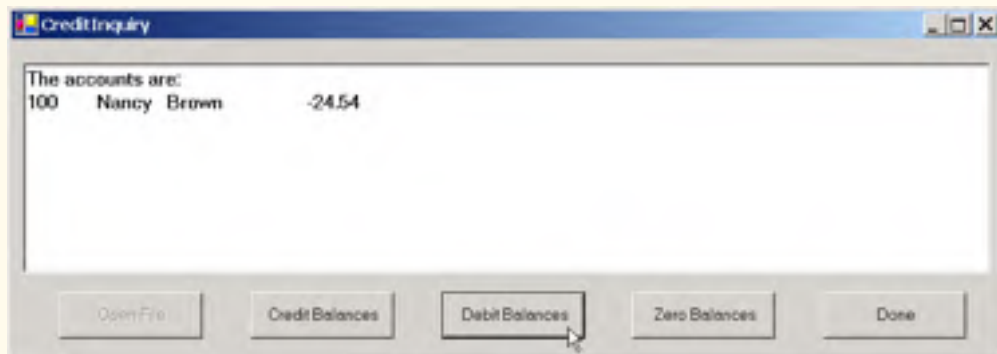 Credit Inquiry
The accounts are:
100 Nancy Brown -24.54
Open File Credit Balances Debit Balances Zero Balances Done